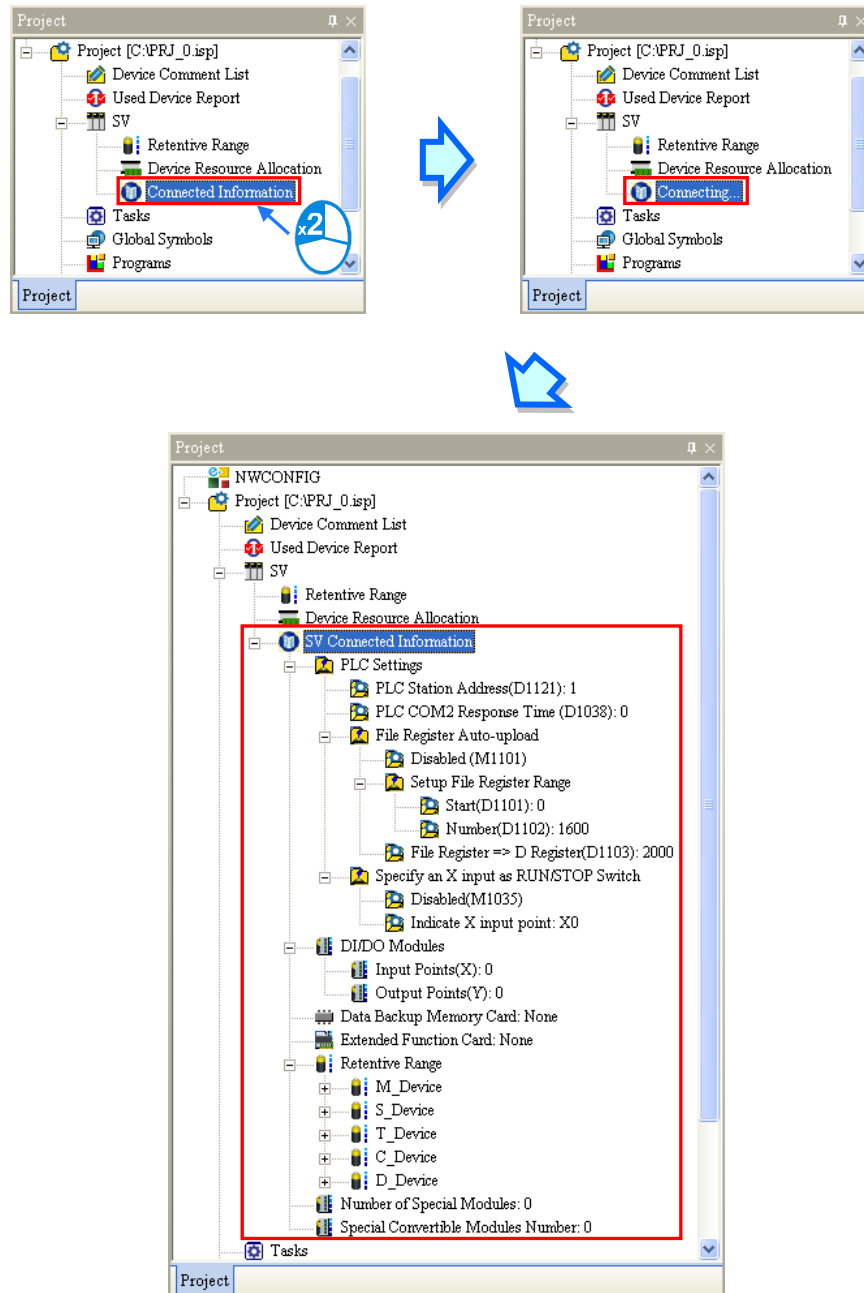 Project
Project [C:\PRJ_0.isp]
Device Comment List
Used Device Report
SV
Retentive Range
Device Resource Allocation
Connected Information
Tasks
x2
Global Symbols
Programs
Project
Project
Project [C:\PRJ_0.isp]
Device Comment List
Used Device Report
SV
Retentive Range
Device Resource Allocation
Connecting...
Tasks
Global Symbols
Programs
Project
Project
NWCONFIG
Project [C:\PRJ_0.isp]
Device Comment List
Used Device Report
SV
Retentive Range
Device Resource Allocation
SV Connected Information
PLC Settings
PLC Station Address(D1121): 1
PLC COM2 Response Time (D1038): 0
File Register Auto-upload
Disabled (M1101)
Setup File Register Range
Start(D1101): 0
Number(D1102): 1600
File Register => D Register(D1103): 2000
Specify an X input as RUN/STOP Switch
Disabled(M1035)
Indicate X input point: X0
DI/DO Modules
Input Points(X): 0
Output Points(Y): 0
Data Backup Memory Card: None
Extended Function Card: None
Retentive Range
M_Device
S_Device
T_Device
C_Device
D_Device
Number of Special Modules: 0
Special Convertible Modules Number: 0
Tasks
Project